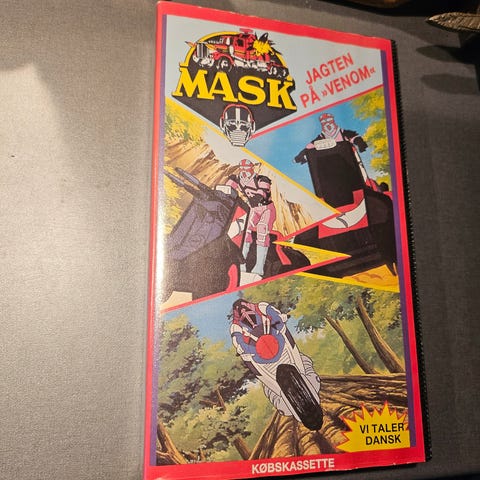 MASK
JAGTEN
PÅ »VENOM«
VI TALER
DANSK
KØBSKASSETTE